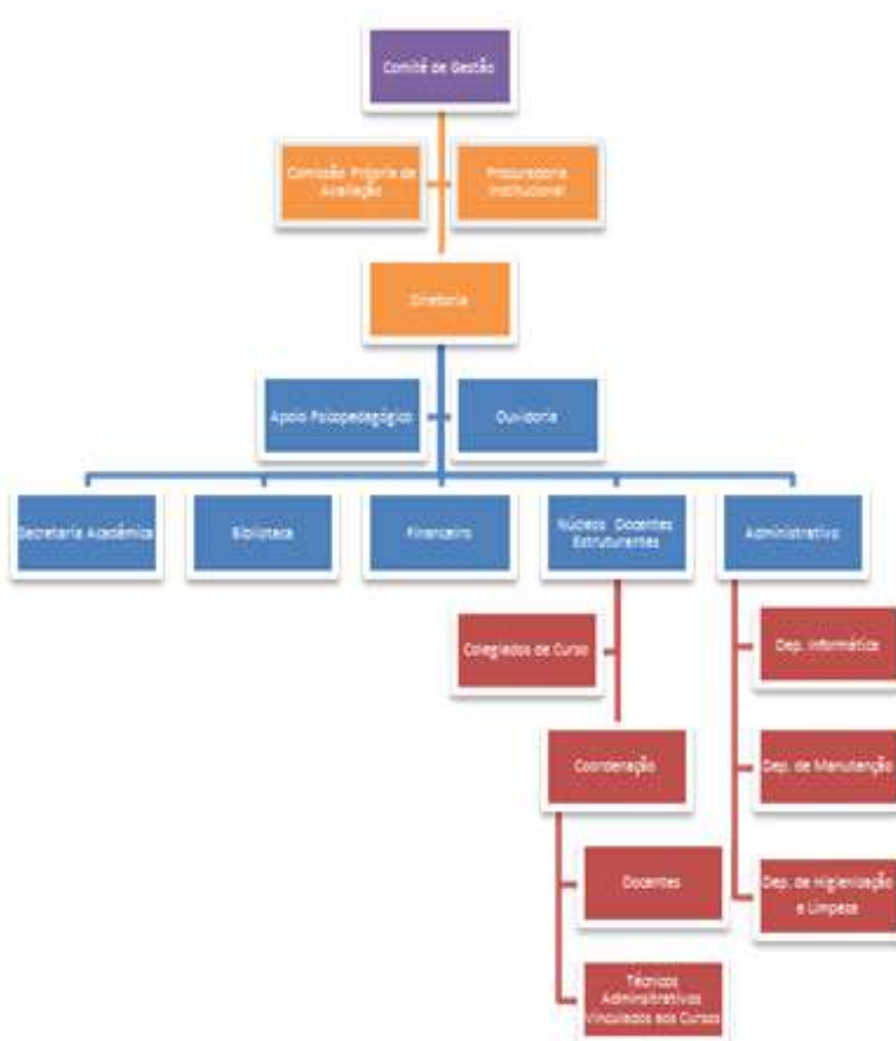 Comitê de Gestão
Comissão Própria de
Avaliação
Procuradoria
Institucional
Diretoria
Apoio Psicopedagógico
Ouvidoria
Secretaria Acadêmica
Biblioteca
Financeiro
Núcleos Docentes
Estruturantes
Administrativo
Colegiados de Curso
Dep. Informática
Coordenação
Dep. de Manutenção
Docentes
Dep. de Higienização
e Limpeza
Técnicos
Vinculados aos Cursos